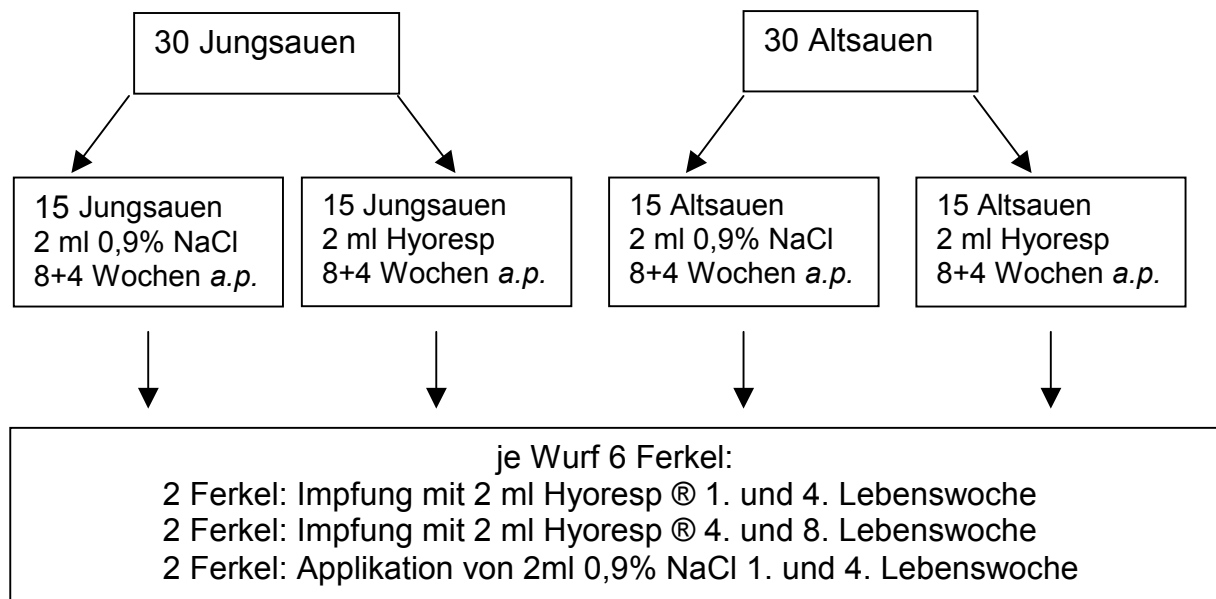 30 Jungsauen
30 Altsauen
15 Jungsauen
2 ml 0,9% NaCl
8+4 Wochen a.p.
15 Jungsauen
2 ml Hyoresp
8+4 Wochen a.p.
15 Altsauen
2 ml 0,9% NaCl
8+4 Wochen a.p.
15 Altsauen
2 ml Hyoresp
8+4 Wochen a.p.
je Wurf 6 Ferkel:
2 Ferkel: Impfung mit 2 ml Hyoresp ® 1. und 4. Lebenswoche
2 Ferkel: Impfung mit 2 ml Hyoresp ® 4. und 8. Lebenswoche
2 Ferkel: Applikation von 2ml 0,9% NaCl 1. und 4. Lebenswoche